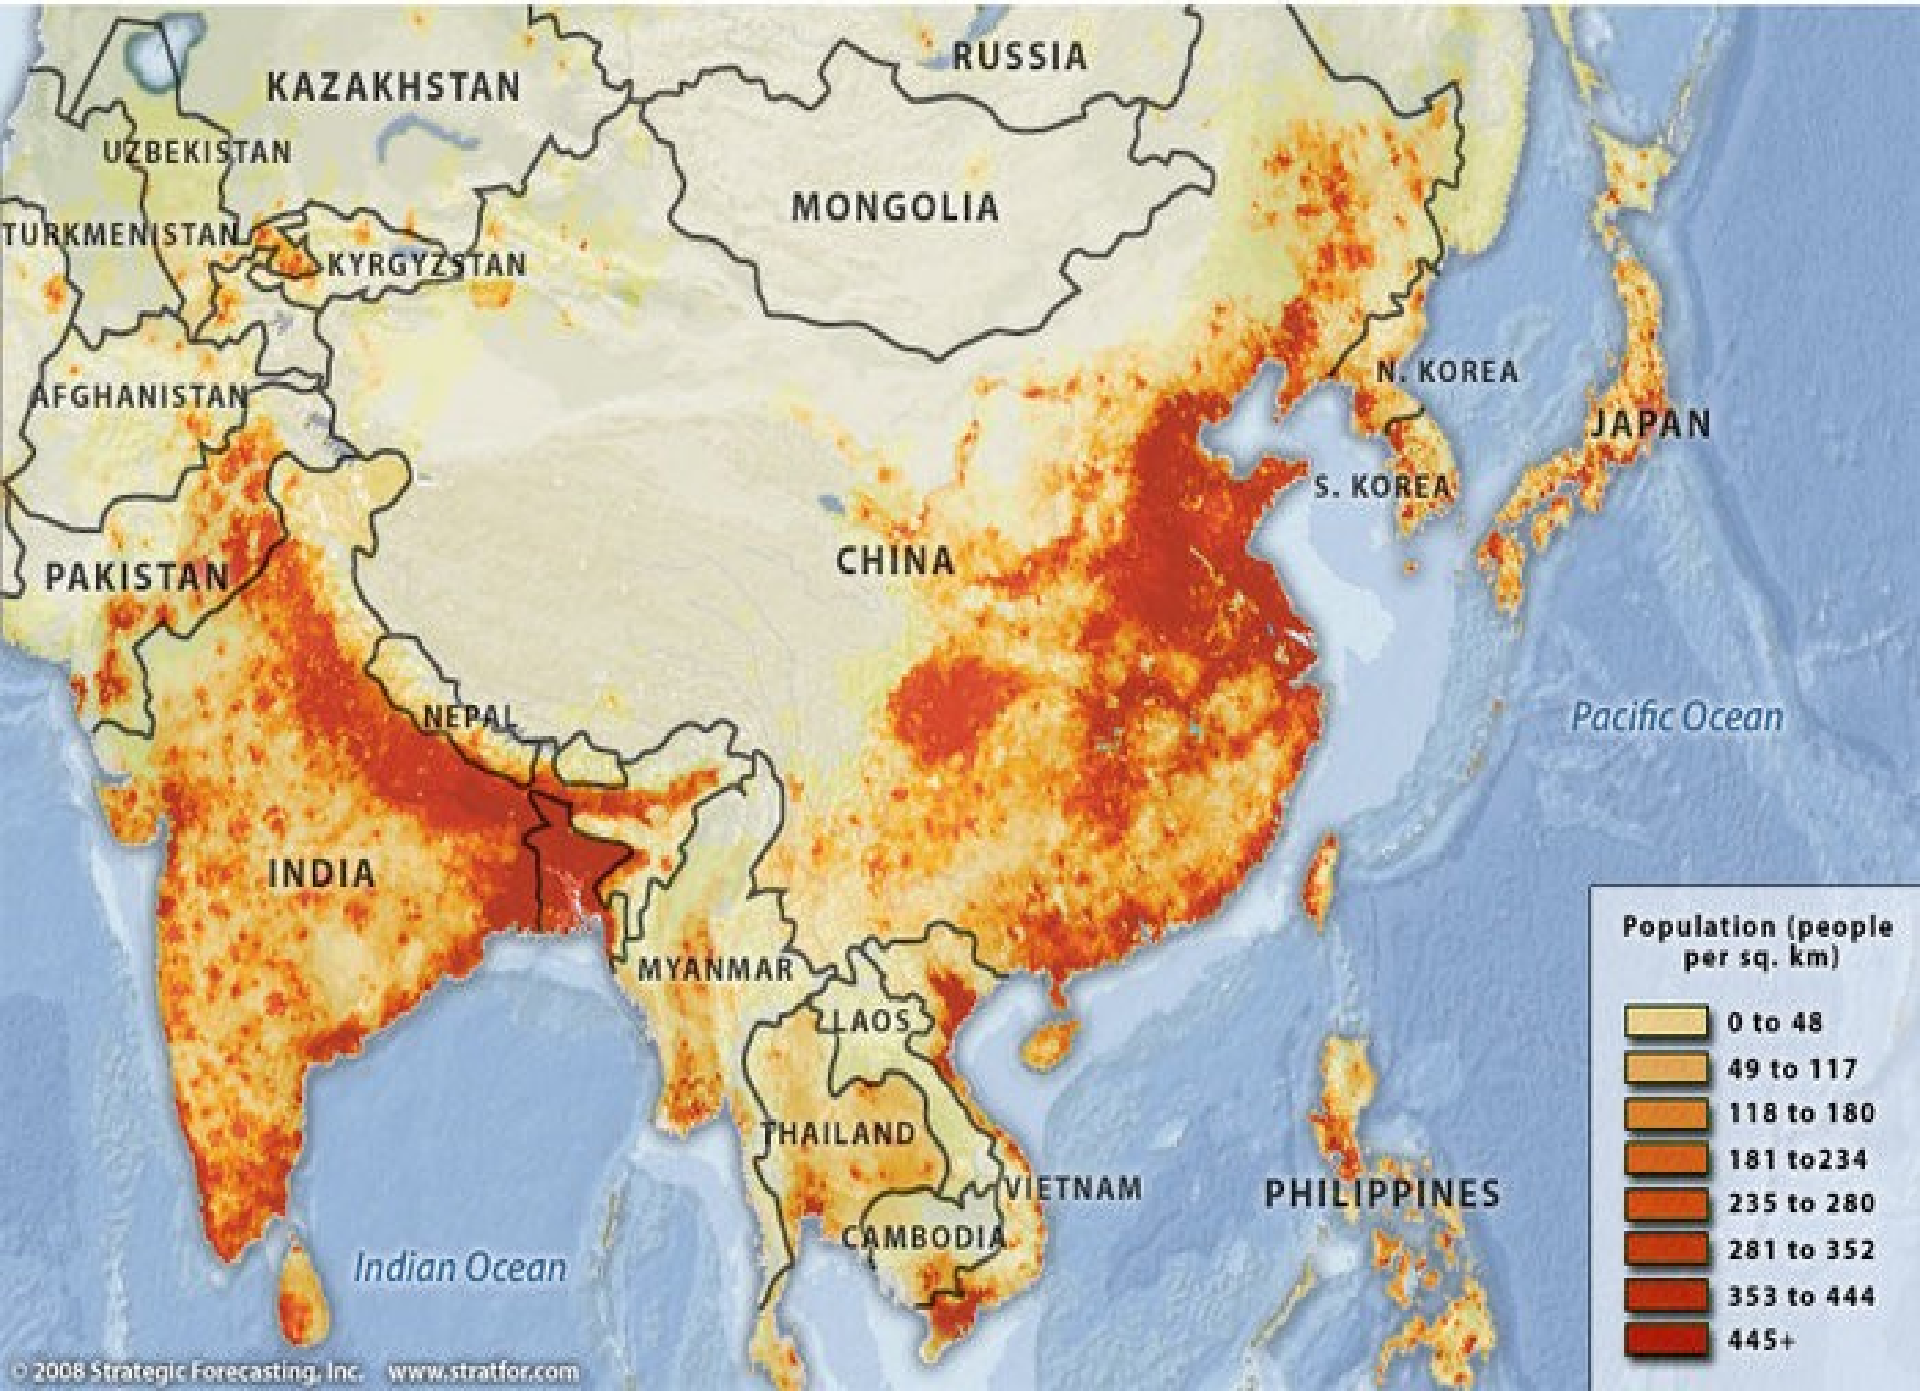 RUSSIA
KAZAKHSTAN
UZBEKISTAN
MONGOLIA
TURKMENISTAN
KYRGYZSTAN
N. KOREA
AFGHANISTAN
JAPAN
S. KOREA
CHINA
PAKISTAN
NEPAL
Pacific Ocean
INDIA
MYANMAR
LAOS
THAILAND
VIETNAM
PHILIPPINES
CAMBODIA
Indian Ocean
Population (people
per sq. km)
0 to 48
49 to 117
118 to 180
181 to234
235 to 280
281 to 352
353 to 444
445+
© 2008 Strategic Forecasting, Inc. www.stratfor.com